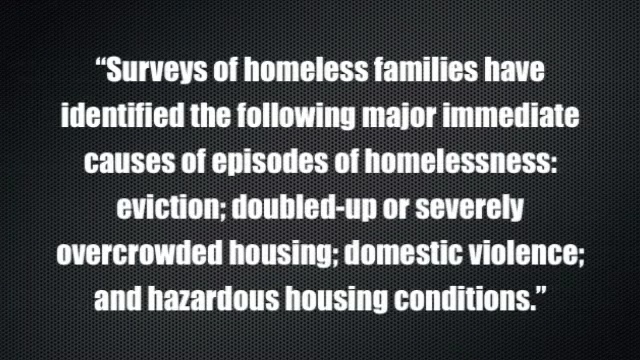 “Surveys of homeless families have
identified the following major immediate
causes of episodes of homelessness:
eviction; doubled-up or severely
overcrowded housing; domestic violence;
and hazardous housing conditions.”